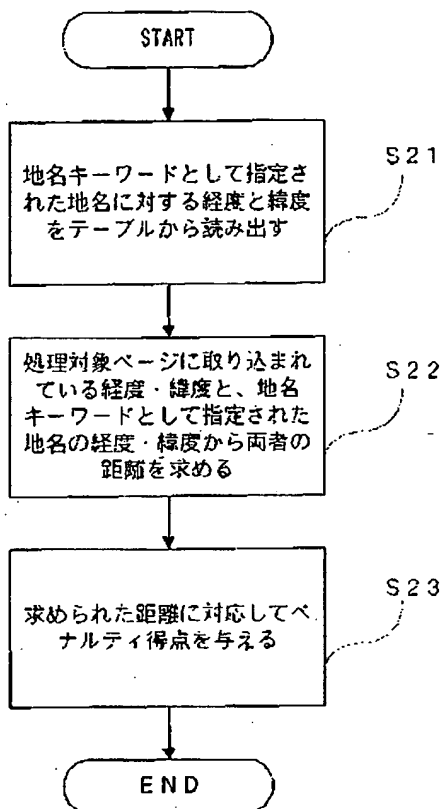 START
地名キーワードとして指定さ
れた地名に対する経度と緯度
をテーブルから読み出す
S21
処理対象ページに取り込まれ
ている経度・緯度と、地名
キーワードとして指定された
地名の経度・緯度から両者の
距離を求める
S22
求められた距離に対応してペ
ナルティ得点を与える
S23
END